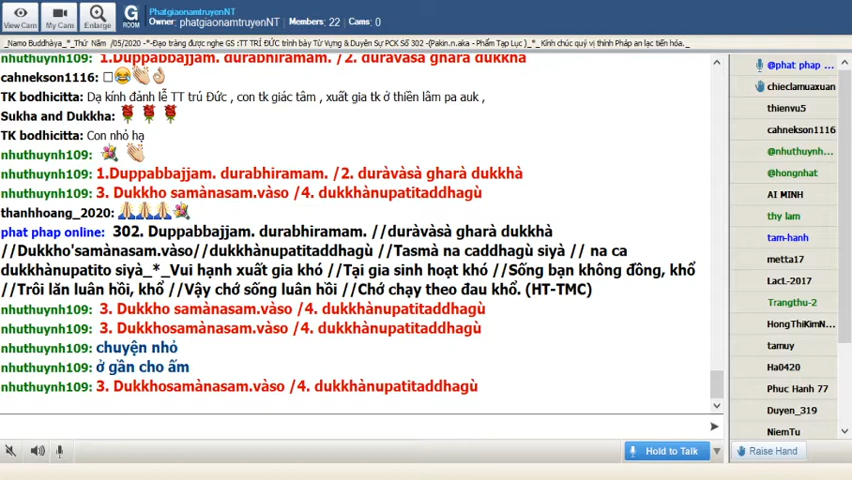 View Cam
My Cam
Enlarge
G
ROOM
PhatgiaonamtruyenNT
Owner: phatgiaonamtruyenNT | Members: 22 | Cams: 0
_Namo Buddhàya_*_Thứ Năm /05/2020 -*-Đạo tràng được nghe GS :TT TRÍ ĐỨC trình bày Từ Vựng & Duyên Sự PCK Số 302 -(Pakin.n.aka - Phẩm Tạp Lục )_*_ Kính chúc quý vị thính Pháp an lạc tiến hóa._
nhuthuynh109: 1.Duppabbajjam. durabhiramam. /2. duràvàsà gharà dukkhà
cahnekson1116:
TK bodhicitta: Dạ kính đảnh lễ TT trú Đức , con tk giác tâm , xuất gia tk ở thiền lâm pa auk ,
Sukha and Dukkha:
TK bodhicitta: Con nhỏ hạ
nhuthuynh109:
nhuthuynh109: 1.Duppabbajjam. durabhiramam. /2. duràvàsà gharà dukkhà
nhuthuynh109: 3. Dukkho samànasam.vàso /4. dukkhànupatitaddhagù
thanhhoang_2020:
phat phap online: 302. Duppabbajjam. durabhiramam. //duràvàsà gharà dukkhà
//Dukkho'samànasam.vàso//dukkhànupatitaddhagù //Tasmà na caddhagù siyà // na ca
dukkhànupatito siyà_*_Vui hạnh xuất gia khó //Tại gia sinh hoạt khó //Sống bạn không đồng, khổ
//Trôi lăn luân hồi, khổ //Vậy chớ sống luân hồi //Chớ chạy theo đau khổ. (HT-TMC)
nhuthuynh109: 3. Dukkho samànasam.vàso /4. dukkhànupatitaddhagù
nhuthuynh109: 3. Dukkhosamànasam.vàso /4. dukkhànupatitaddhagù
nhuthuynh109: chuyện nhỏ
nhuthuynh109: ở gần cho ấm
nhuthuynh109: 3. Dukkhosamànasam.vàso /4. dukkhànupatitaddhagù
@phat phap ...
chieclamuaxuan
thienvu5
cahnekson1116
@nhuthuynh...
@hongnhat
AI MINH
thy lam
tam-hanh
metta17
LacL-2017
Trangthu-2
HongThiKimN...
tamuy
Ha0420
Phuc Hanh 77
Duyen_319
NiemTu
Hold to Talk
Raise Hand